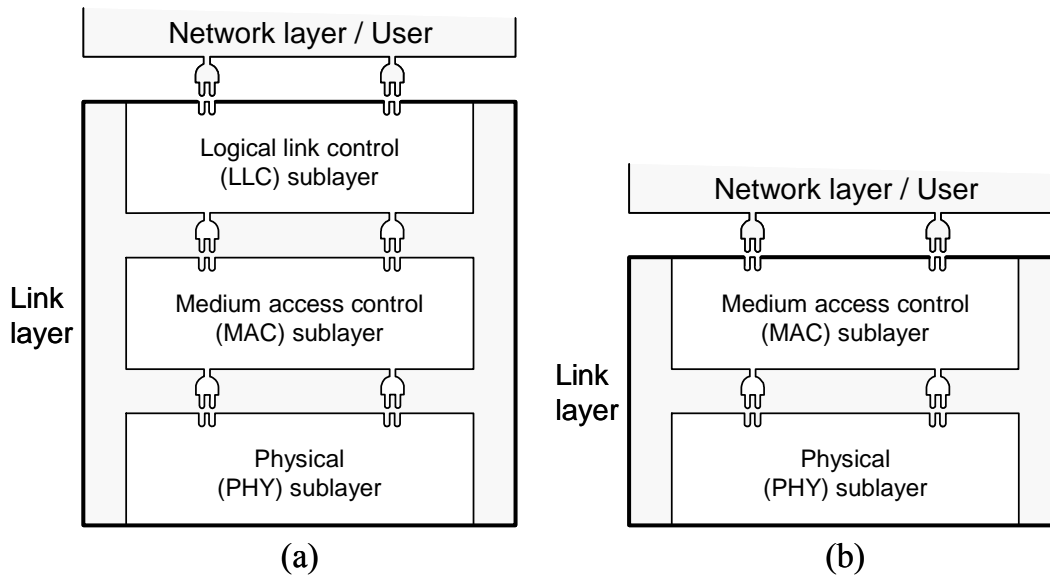 Network layer / User
Logical link control
(LLC) sublayer
Link
layer
Medium access control
(MAC) sublayer
Physical
(PHY) sublayer
(a)
Network layer / User
Medium access control
(MAC) sublayer
Link
layer
Physical
(PHY) sublayer
(b)